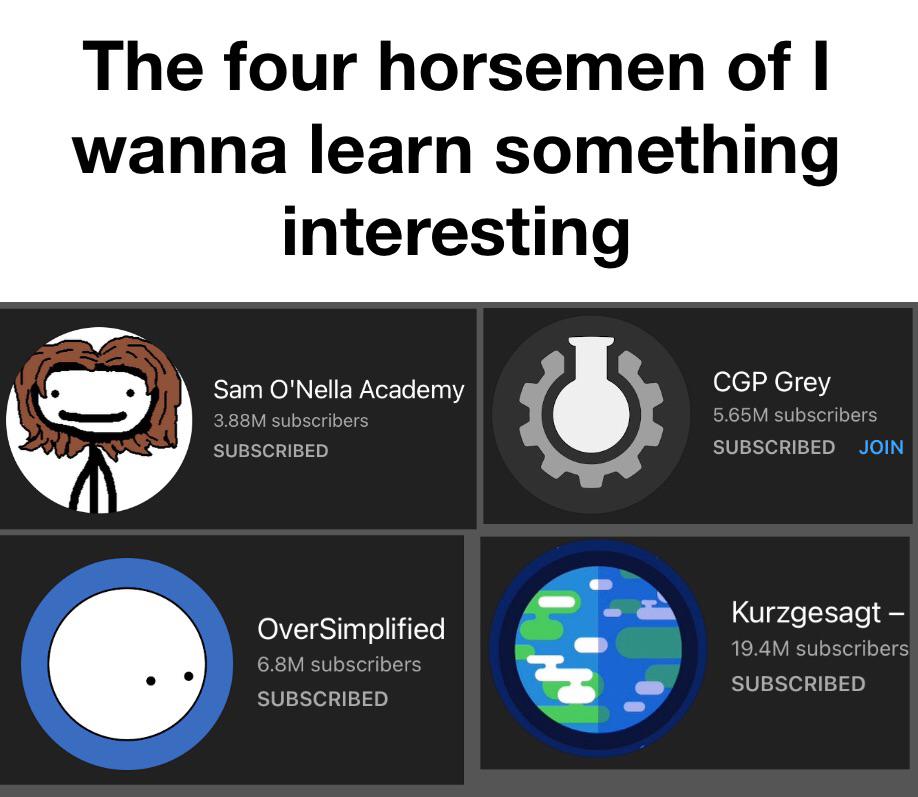 The four horsemen of I
wanna learn something
interesting
Sam O'Nella Academy
3.88M subscribers
SUBSCRIBED
CGP Grey
5.65M subscribers
SUBSCRIBED JOIN
OverSimplified
6.8M subscribers
SUBSCRIBED
Kurzgesagt –
19.4M subscribers
SUBSCRIBED